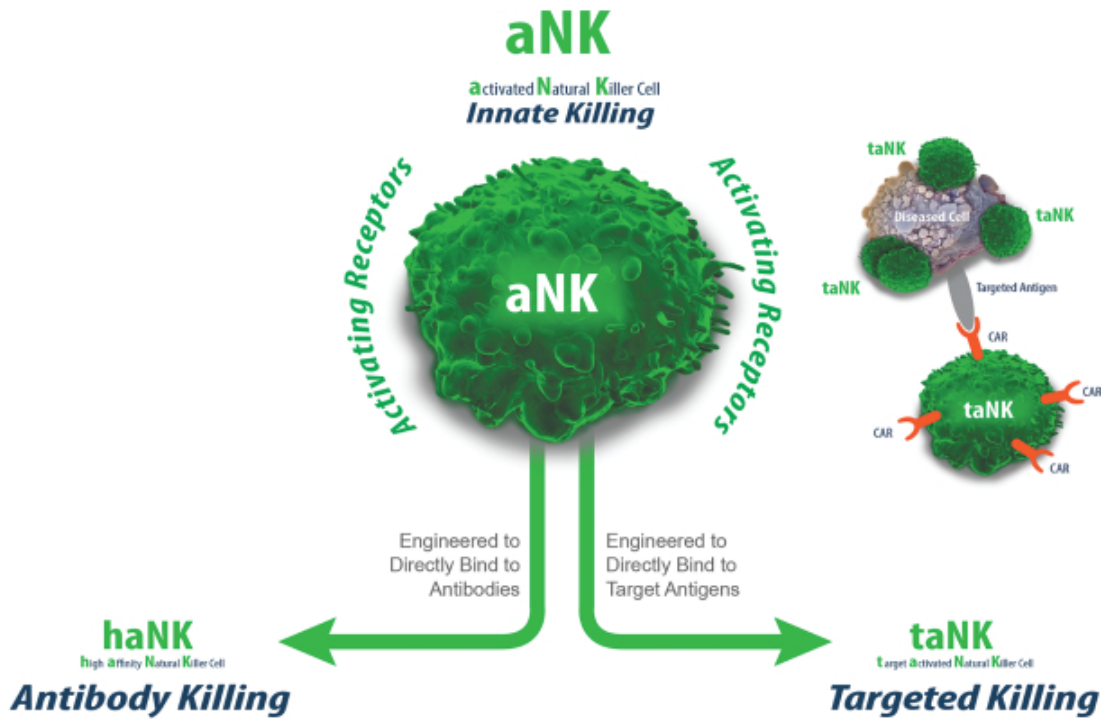 aNK
activated Natural Killer Cell
Innate Killing
Activating Receptors
aNK
Activating Receptors
taNK
Diseased Cell
taNK
taNK
Targeted Antigen
CAR
taNK
CAR
CAR
CAR
Engineered to
Directly Bind to
Antibodies
Engineered to
Directly Bind to
Target Antigens
haNK
high affinity Natural Killer Cell
Antibody Killing
taNK
target activated Natural Killer Cell
Targeted Killing